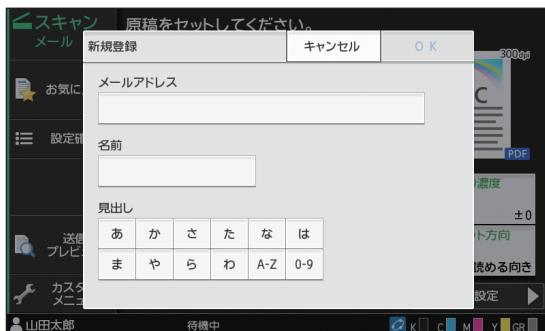 スキャン
メール
原稿をセットしてください。
新規登録
キャンセル
OK
300dpi
お気に
メールアドレス
C
設定確
名前
PDF
濃度
±0
見出し
あ か さ た な は
ま や ら わ A-Z 0-9
送信
プレビ
ト方向
読める向き
カスタ
メニュ
設定
山田太郎
待機中
K C M Y GR